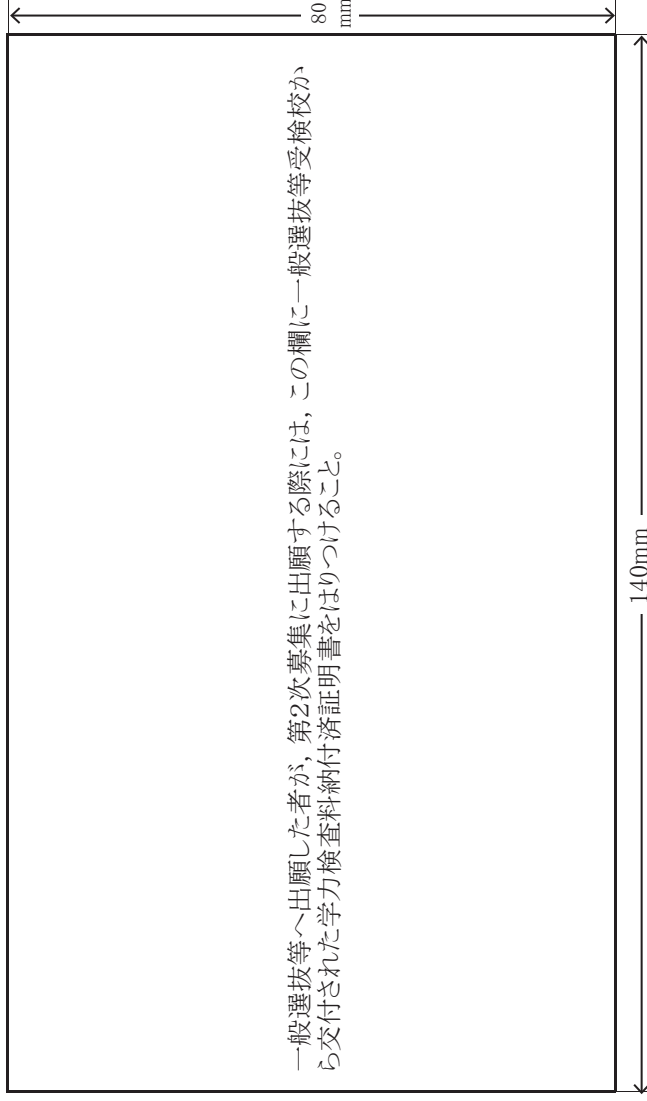 一般選抜等へ出願した者が，第2次募集に出願する際には，この欄に一般選抜等受検校か
ら交付された学力検査料納付済証明書をはりつけること。
80
mm
140mm